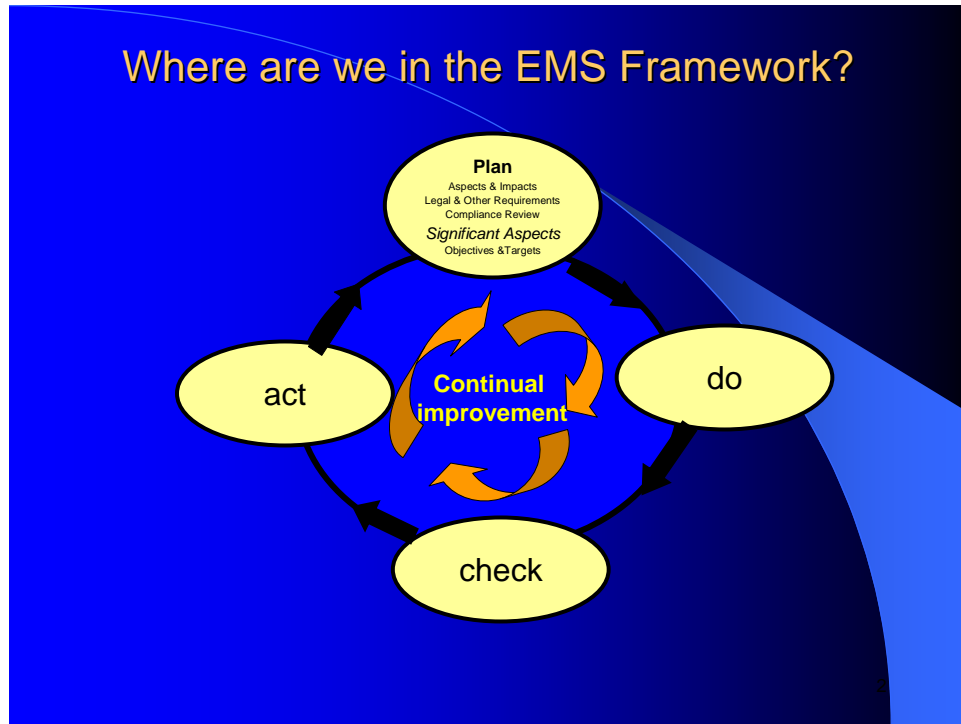 Where are we in the EMS Framework?
Plan
Aspects & Impacts
Legal & Other Requirements
Compliance Review
Significant Aspects
Objectives &Targets
act
Continual
improvement
do
check
2